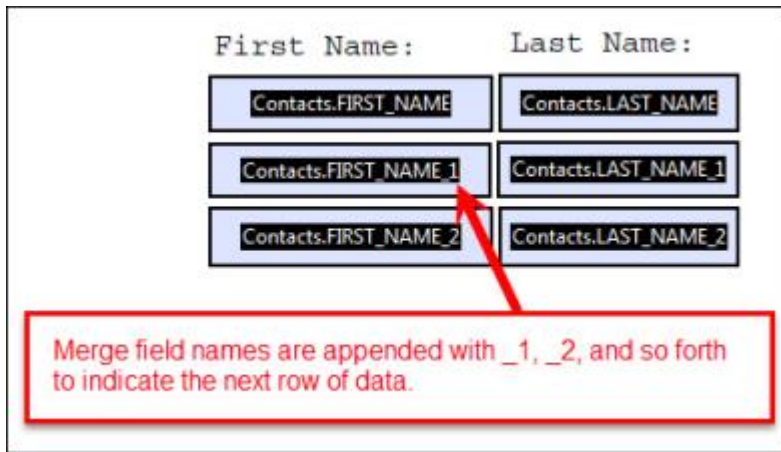 First Name: Last Name:
Contacts.FIRST_NAME Contacts.LAST_NAME
Contacts.FIRST_NAME_1 Contacts.LAST_NAME_1
Contacts.FIRST_NAME_2 Contacts.LAST_NAME_2
Merge field names are appended with _1, _2, and so forth
to indicate the next row of data.